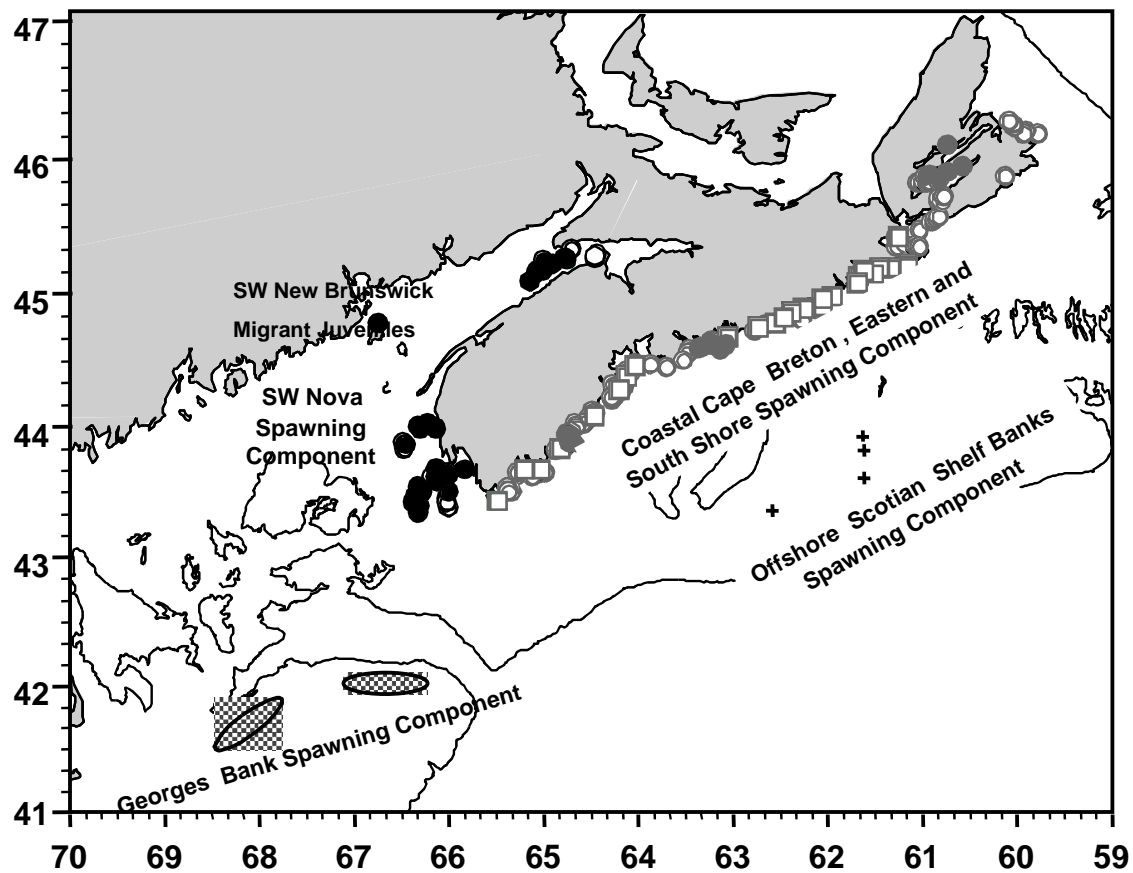 47
46
45
44
43
42
41
SW New Brunswick
Migrant Juveniles
SW Nova
Spawning
Component
Coastal Cape Breton , Eastern and
South Shore Spawning Component
Offshore Scotian Shelf Banks
Spawning Component
Georges Bank Spawning Component
70 69 68 67 66 65 64 63 62 61 60 59